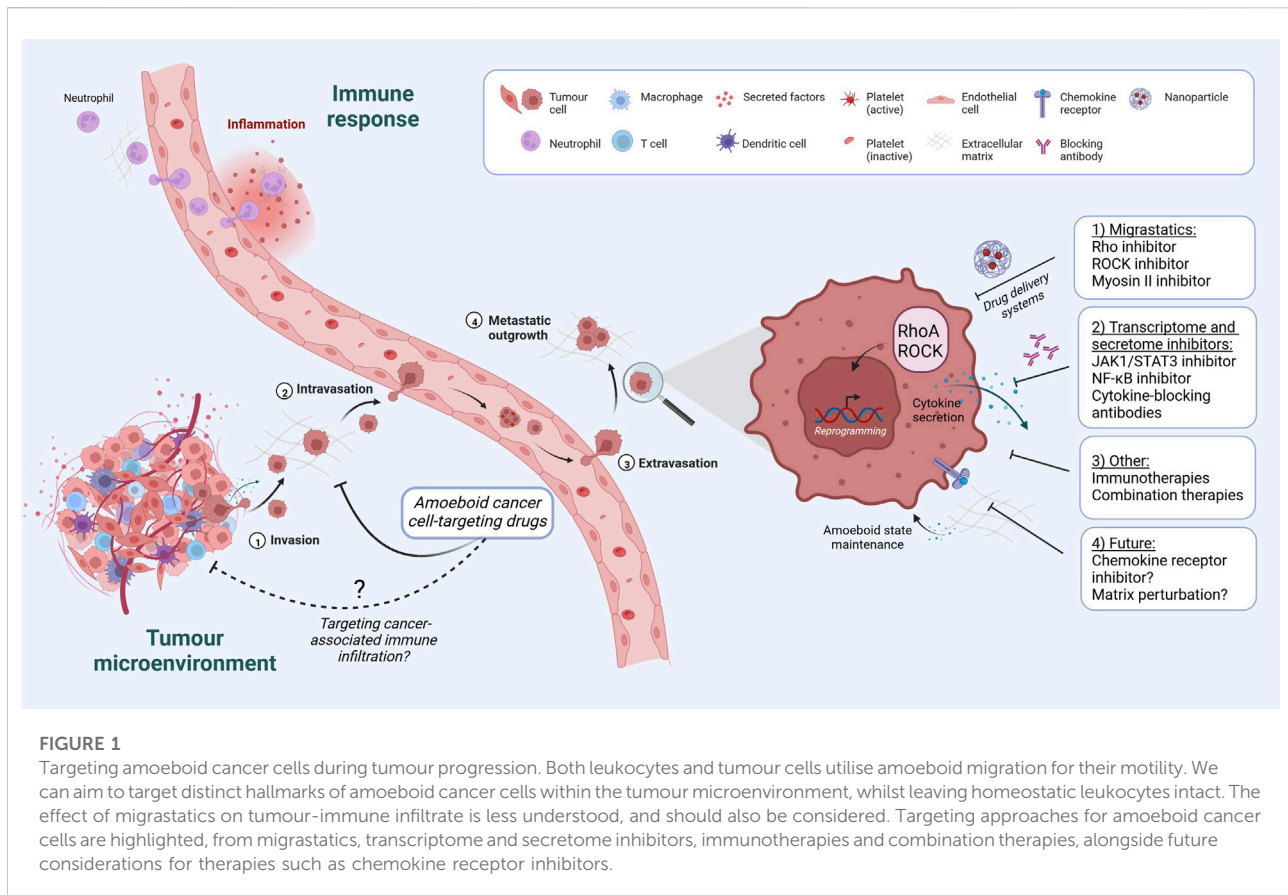 Neutrophil
Immune
response
Inflammation
Tumour
cell
Macrophage
Secreted factors
Platelet
(active)
Endothelial
cell
Chemokine
receptor
Nanoparticle
Neutrophil
T cell
Dendritic cell
Platelet
(inactive)
Extracellular
matrix
Blocking
antibody
4 Metastatic
outgrowth
2 Intravasation
3 Extravasation
1 Invasion
Amoeboid cancer
cell-targeting drugs
?
Targeting cancer-
associated immune
infiltration?
Tumour
microenvironment
RhoA
ROCK
Reprogramming
Cytokine
secretion
Amoeboid state
maintenance
Drug delivery
systems
1) Migrastatics:
Rho inhibitor
ROCK inhibitor
Myosin II inhibitor
2) Transcriptome and
secretome inhibitors:
JAK1/STAT3 inhibitor
NF-κB inhibitor
Cytokine-blocking
antibodies
3) Other:
Immunotherapies
Combination therapies
4) Future:
Chemokine receptor
inhibitor?
Matrix perturbation?
FIGURE 1
Targeting amoeboid cancer cells during tumour progression. Both leukocytes and tumour cells utilise amoeboid migration for their motility. We
can aim to target distinct hallmarks of amoeboid cancer cells within the tumour microenvironment, whilst leaving homeostatic leukocytes intact. The
effect of migrastatics on tumour-immune infiltrate is less understood, and should also be considered. Targeting approaches for amoeboid cancer
cells are highlighted, from migrastatics, transcriptome and secretome inhibitors, immunotherapies and combination therapies, alongside future
considerations for therapies such as chemokine receptor inhibitors.